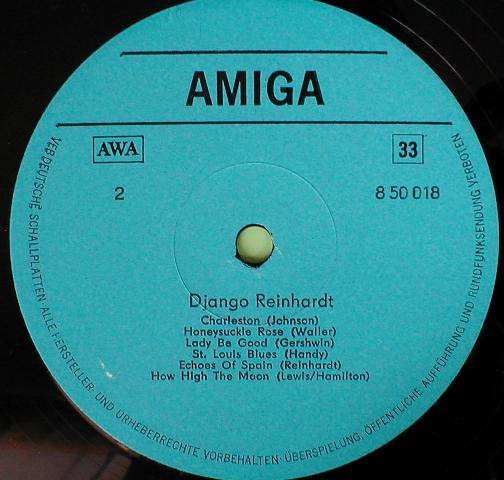 AMIGA
AWA
33
2
8 50 018
Django Reinhardt
Charleston (Johnson)
Honeysuckle Rose (Waller)
Lady Be Good (Gershwin)
St. Louis Blues (Handy)
Echoes Of Spain (Reinhardt)
How High The Moon (Lewis/Hamilton)
VEB DEUTSCHE SCHALLPLATTEN · ALLE HERSTELLER- UND URHEBERRECHTE VORBEHALTEN · ÜBERSPIELUNG, ÖFFENTLICHE AUFFÜHRUNG UND RUNDFUNKSENDUNG VERBOTEN